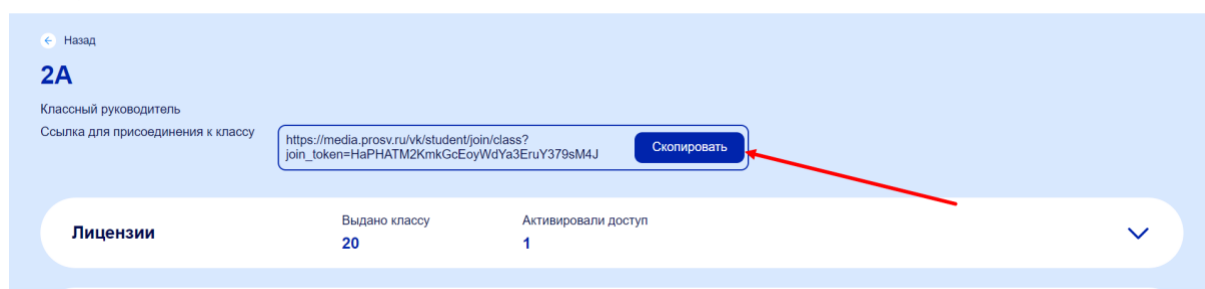 Назад
2А
Классный руководитель
Ссылка для присоединения к классу
https://media.prosv.ru/vk/student/join/class?
join_token=HaPHATM2KmkGcEoyWdYa3EruY379sM4J
Скопировать
Лицензии
Выдано классу
20
Активировали доступ
1